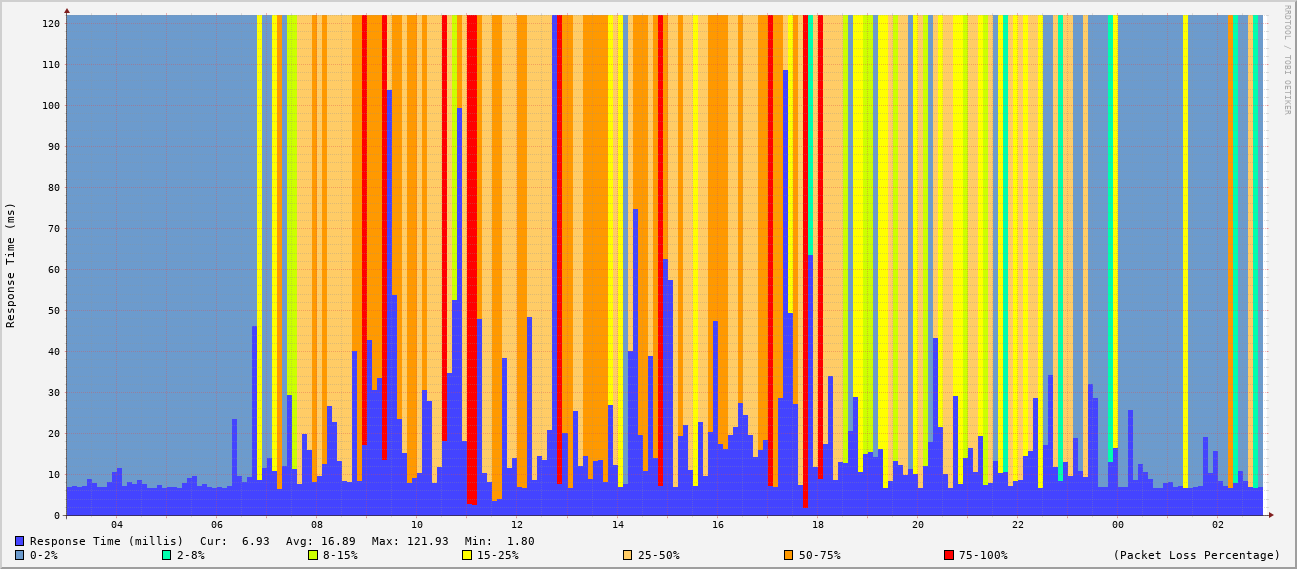 RRDTOOL / TOBI OETIKER
Response Time (ms)
120
110
100
90
80
70
60
50
40
30
20
10
0
04 06 08 10 12 14 16 18 20 22 00 02
Response Time (millis) Cur: 6.93 Avg: 16.89 Max: 121.93 Min: 1.80
0-2% 2-8% 8-15% 15-25% 25-50% 50-75% 75-100% (Packet Loss Percentage)